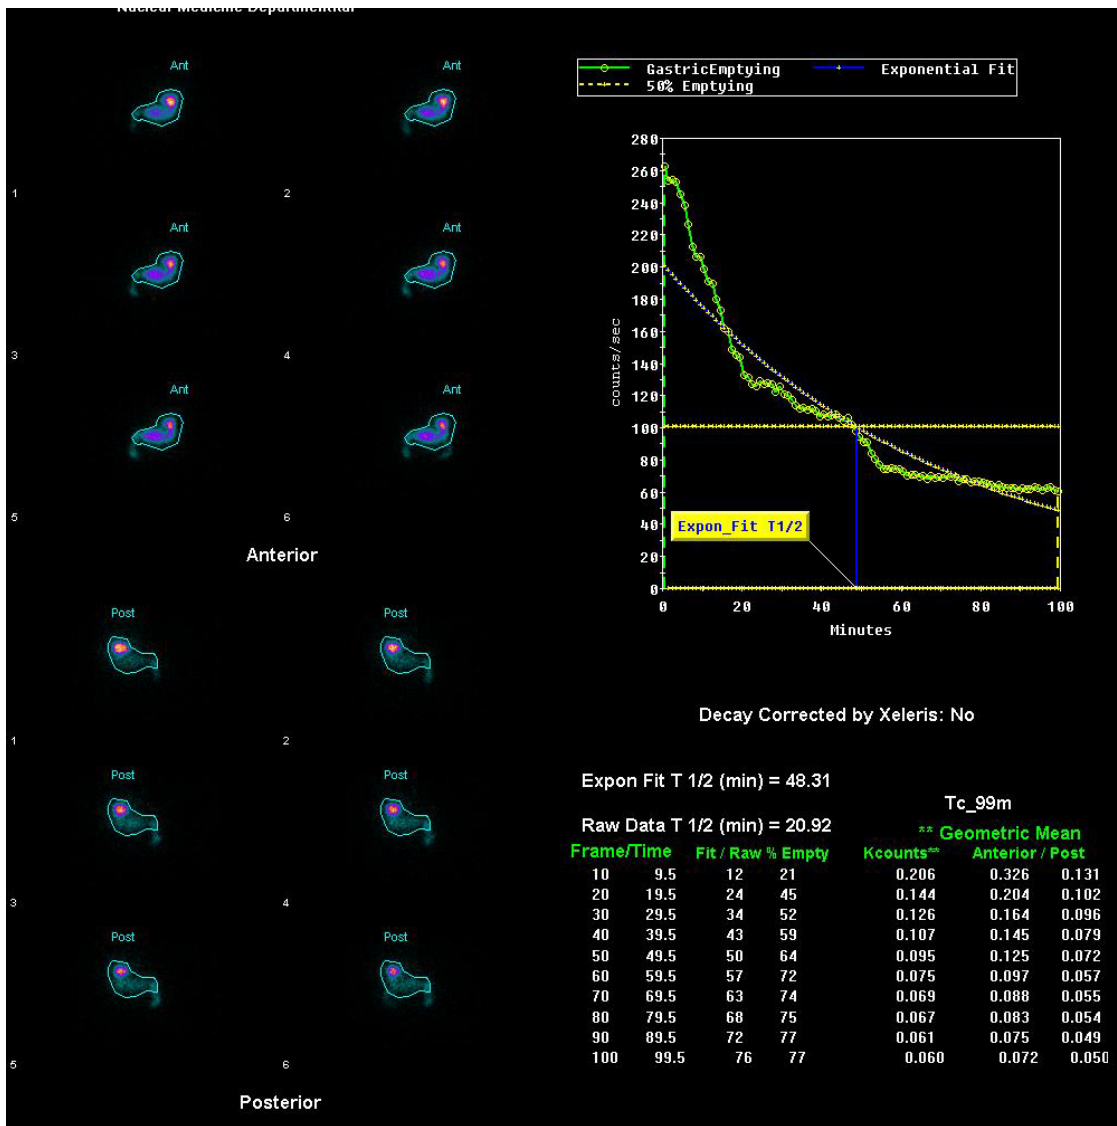 Nuclear Medicine DepartmentRal
Ant
Ant
1
2
Ant
Ant
3
4
Ant
Ant
5
6
Anterior
Post
Post
1
2
Post
Post
3
4
Post
Post
5
6
Posterior
GastricEmptying Exponential Fit
50% Emptying
280
260
240
220
200
180
160
140
120
100
80
60
40
20
0
counts/sec
Expon_Fit T1/2
0 20 40 60 80 100
Minutes
Decay Corrected by Xeleris: No
Expon Fit T 1/2 (min) = 48.31
Tc_99m
Raw Data T 1/2 (min) = 20.92
** Geometric Mean
Frame/Time Fit / Raw % Empty Kcounts** Anterior / Post
10 9.5 12 21 0.206 0.326 0.131
20 19.5 24 45 0.144 0.204 0.102
30 29.5 34 52 0.126 0.164 0.096
40 39.5 43 59 0.107 0.145 0.079
50 49.5 50 64 0.095 0.125 0.072
60 59.5 57 72 0.075 0.097 0.057
70 69.5 63 74 0.069 0.088 0.055
80 79.5 68 75 0.067 0.083 0.054
90 89.5 72 77 0.061 0.075 0.049
100 99.5 76 77 0.060 0.072 0.050